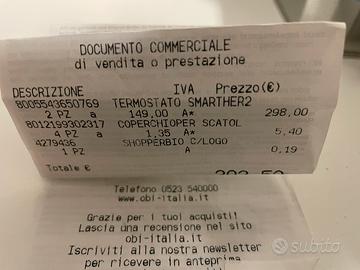 DOCUMENTO COMMERCIALE
di vendita o prestazione
DESCRIZIONE IVA Prezzo(€)
8005543650769 TERMOSTATO SMARTHER2
2 PZ a 149,00 A* 298,00
8012199302317 COPERCHIOPER SCATOL
4 PZ a 1,35 A* 5,40
4279436 SHOPPERBIO C/LOGO
1 PZ A 0,19
Totale €
Telefono 0523 540000
www.obi-italia.it
Grazie per i tuoi acquisti!
Lascia una recensione nel sito
obi-italia.it
Iscriviti alla nostra newsletter
per ricevere in anteprima
subito